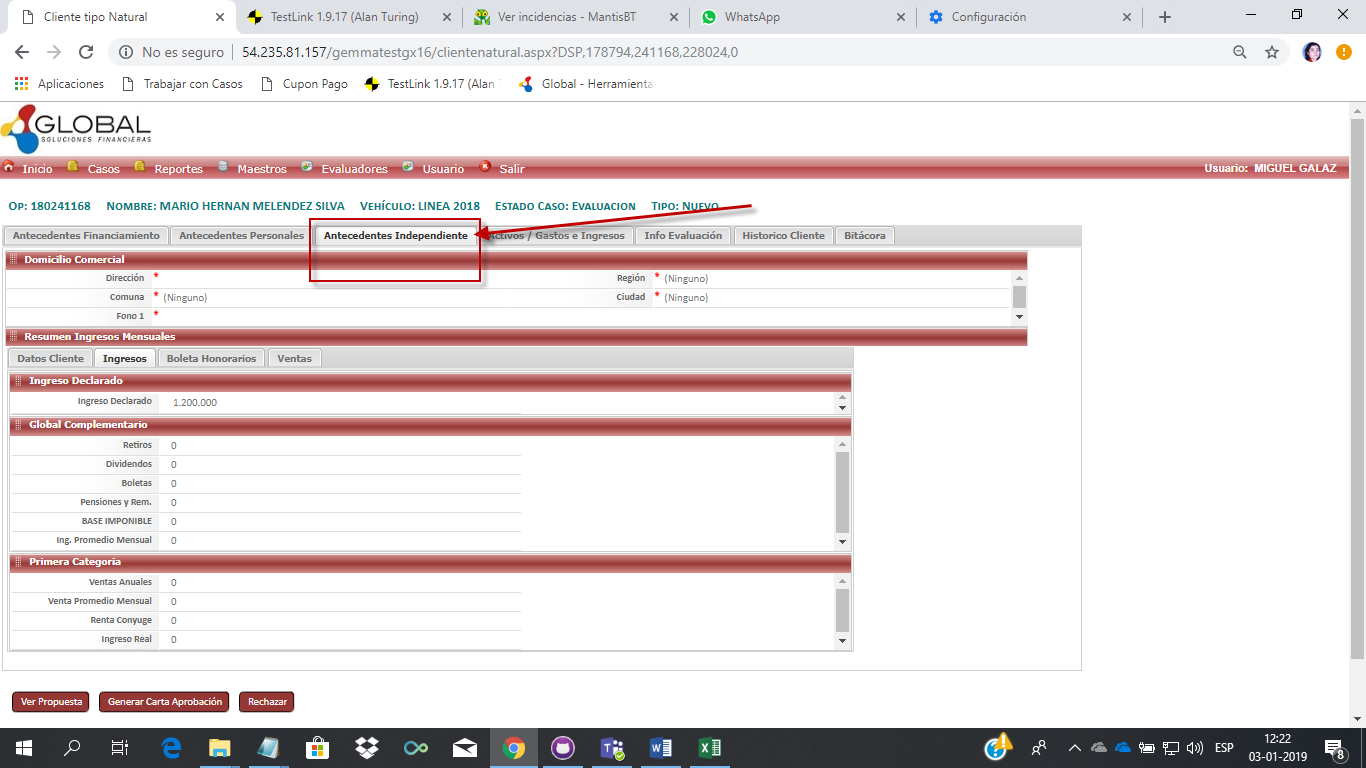 Cliente tipo Natural TestLink 1.9.17 (Alan Turing) Ver incidencias - MantisBT WhatsApp Configuración
No es seguro 54.235.81.157/gemmatestgx16/clientenatural.aspx?DSP,178794,241168,228024,0
Aplicaciones Trabajar con Casos Cupon Pago TestLink 1.9.17 (Alan Global - Herramienta
GLOBAL
SOLUCIONES FINANCIERAS
Inicio Casos Reportes Maestros Evaluadores Usuario Salir Usuario: MIGUEL GALAZ
OP: 180241168 NOMBRE: MARIO HERNAN MELENDEZ SILVA VEHÍCULO: LINEA 2018 ESTADO CASO: EVALUACION TIPO: NUEVO
Antecedentes Financiamiento Antecedentes Personales Antecedentes Independiente Activos / Gastos e Ingresos Info Evaluación Historico Cliente Bitácora
Domicilio Comercial
Dirección * Región * (Ninguno)
Comuna * (Ninguno) Ciudad * (Ninguno)
Fono 1 *
Resumen Ingresos Mensuales
Datos Cliente Ingresos Boleta Honorarios Ventas
Ingreso Declarado
Ingreso Declarado 1.200.000
Global Complementario
Retiros 0
Dividendos 0
Boletas 0
Pensiones y Rem. 0
BASE IMPONIBLE 0
Ing. Promedio Mensual 0
Primera Categoria
Ventas Anuales 0
Venta Promedio Mensual 0
Renta Conyuge 0
Ingreso Real 0
Ver Propuesta Generar Carta Aprobación Rechazar
ESP 12:22
03-01-2019 8